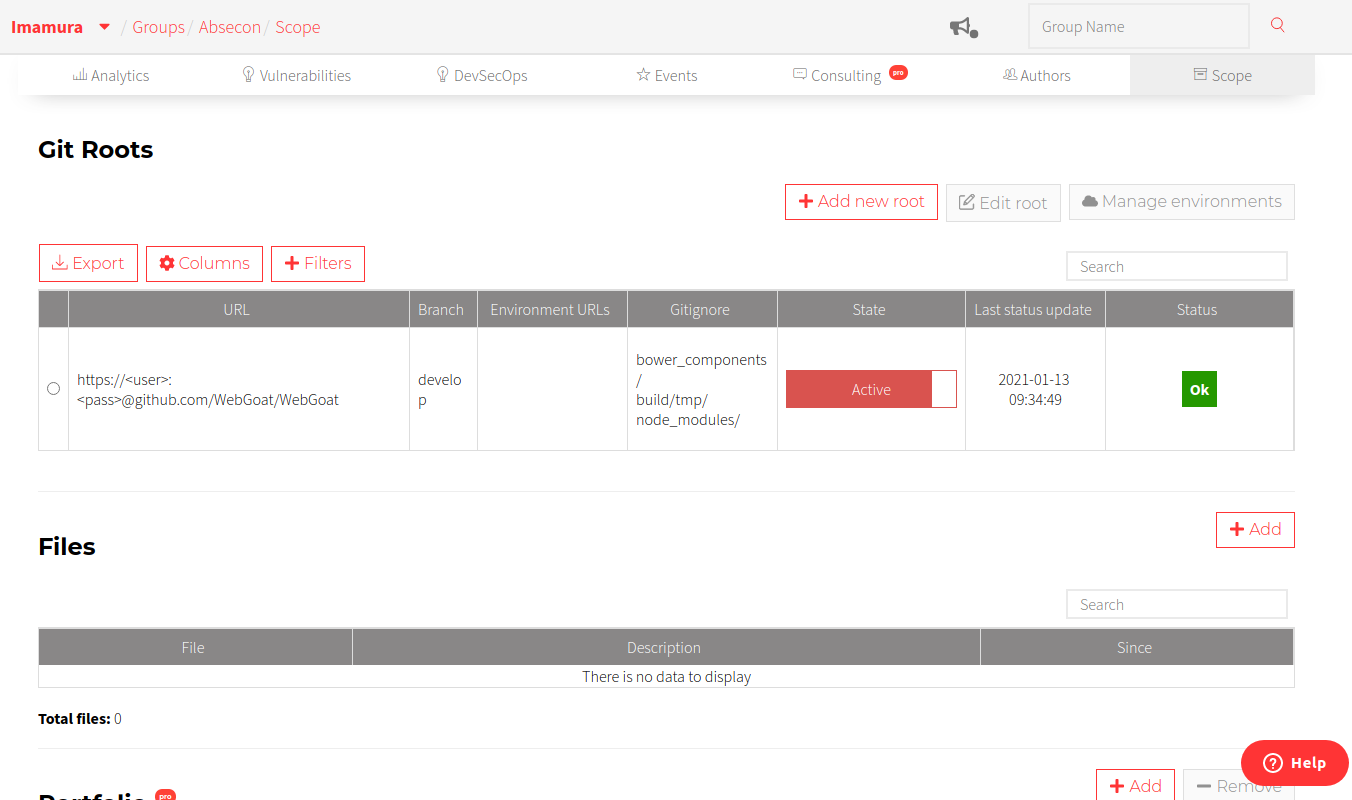 Imamura / Groups / Absecon / Scope
Group Name
Analytics
Vulnerabilities
DevSecOps
Events
Consulting pro
Authors
Scope
Git Roots
Add new root
Edit root
Manage environments
Export
Columns
Filters
Search
URL
Branch
Environment URLs
Gitignore
State
Last status update
Status
https://<user>:
<pass>@github.com/WebGoat/WebGoat
develo
p
bower_components
/
build/tmp/
node_modules/
Active
2021-01-13
09:34:49
Ok
Add
Files
Search
File
Description
Since
There is no data to display
Total files: 0
Help
Portfolio pro
Add
Remove